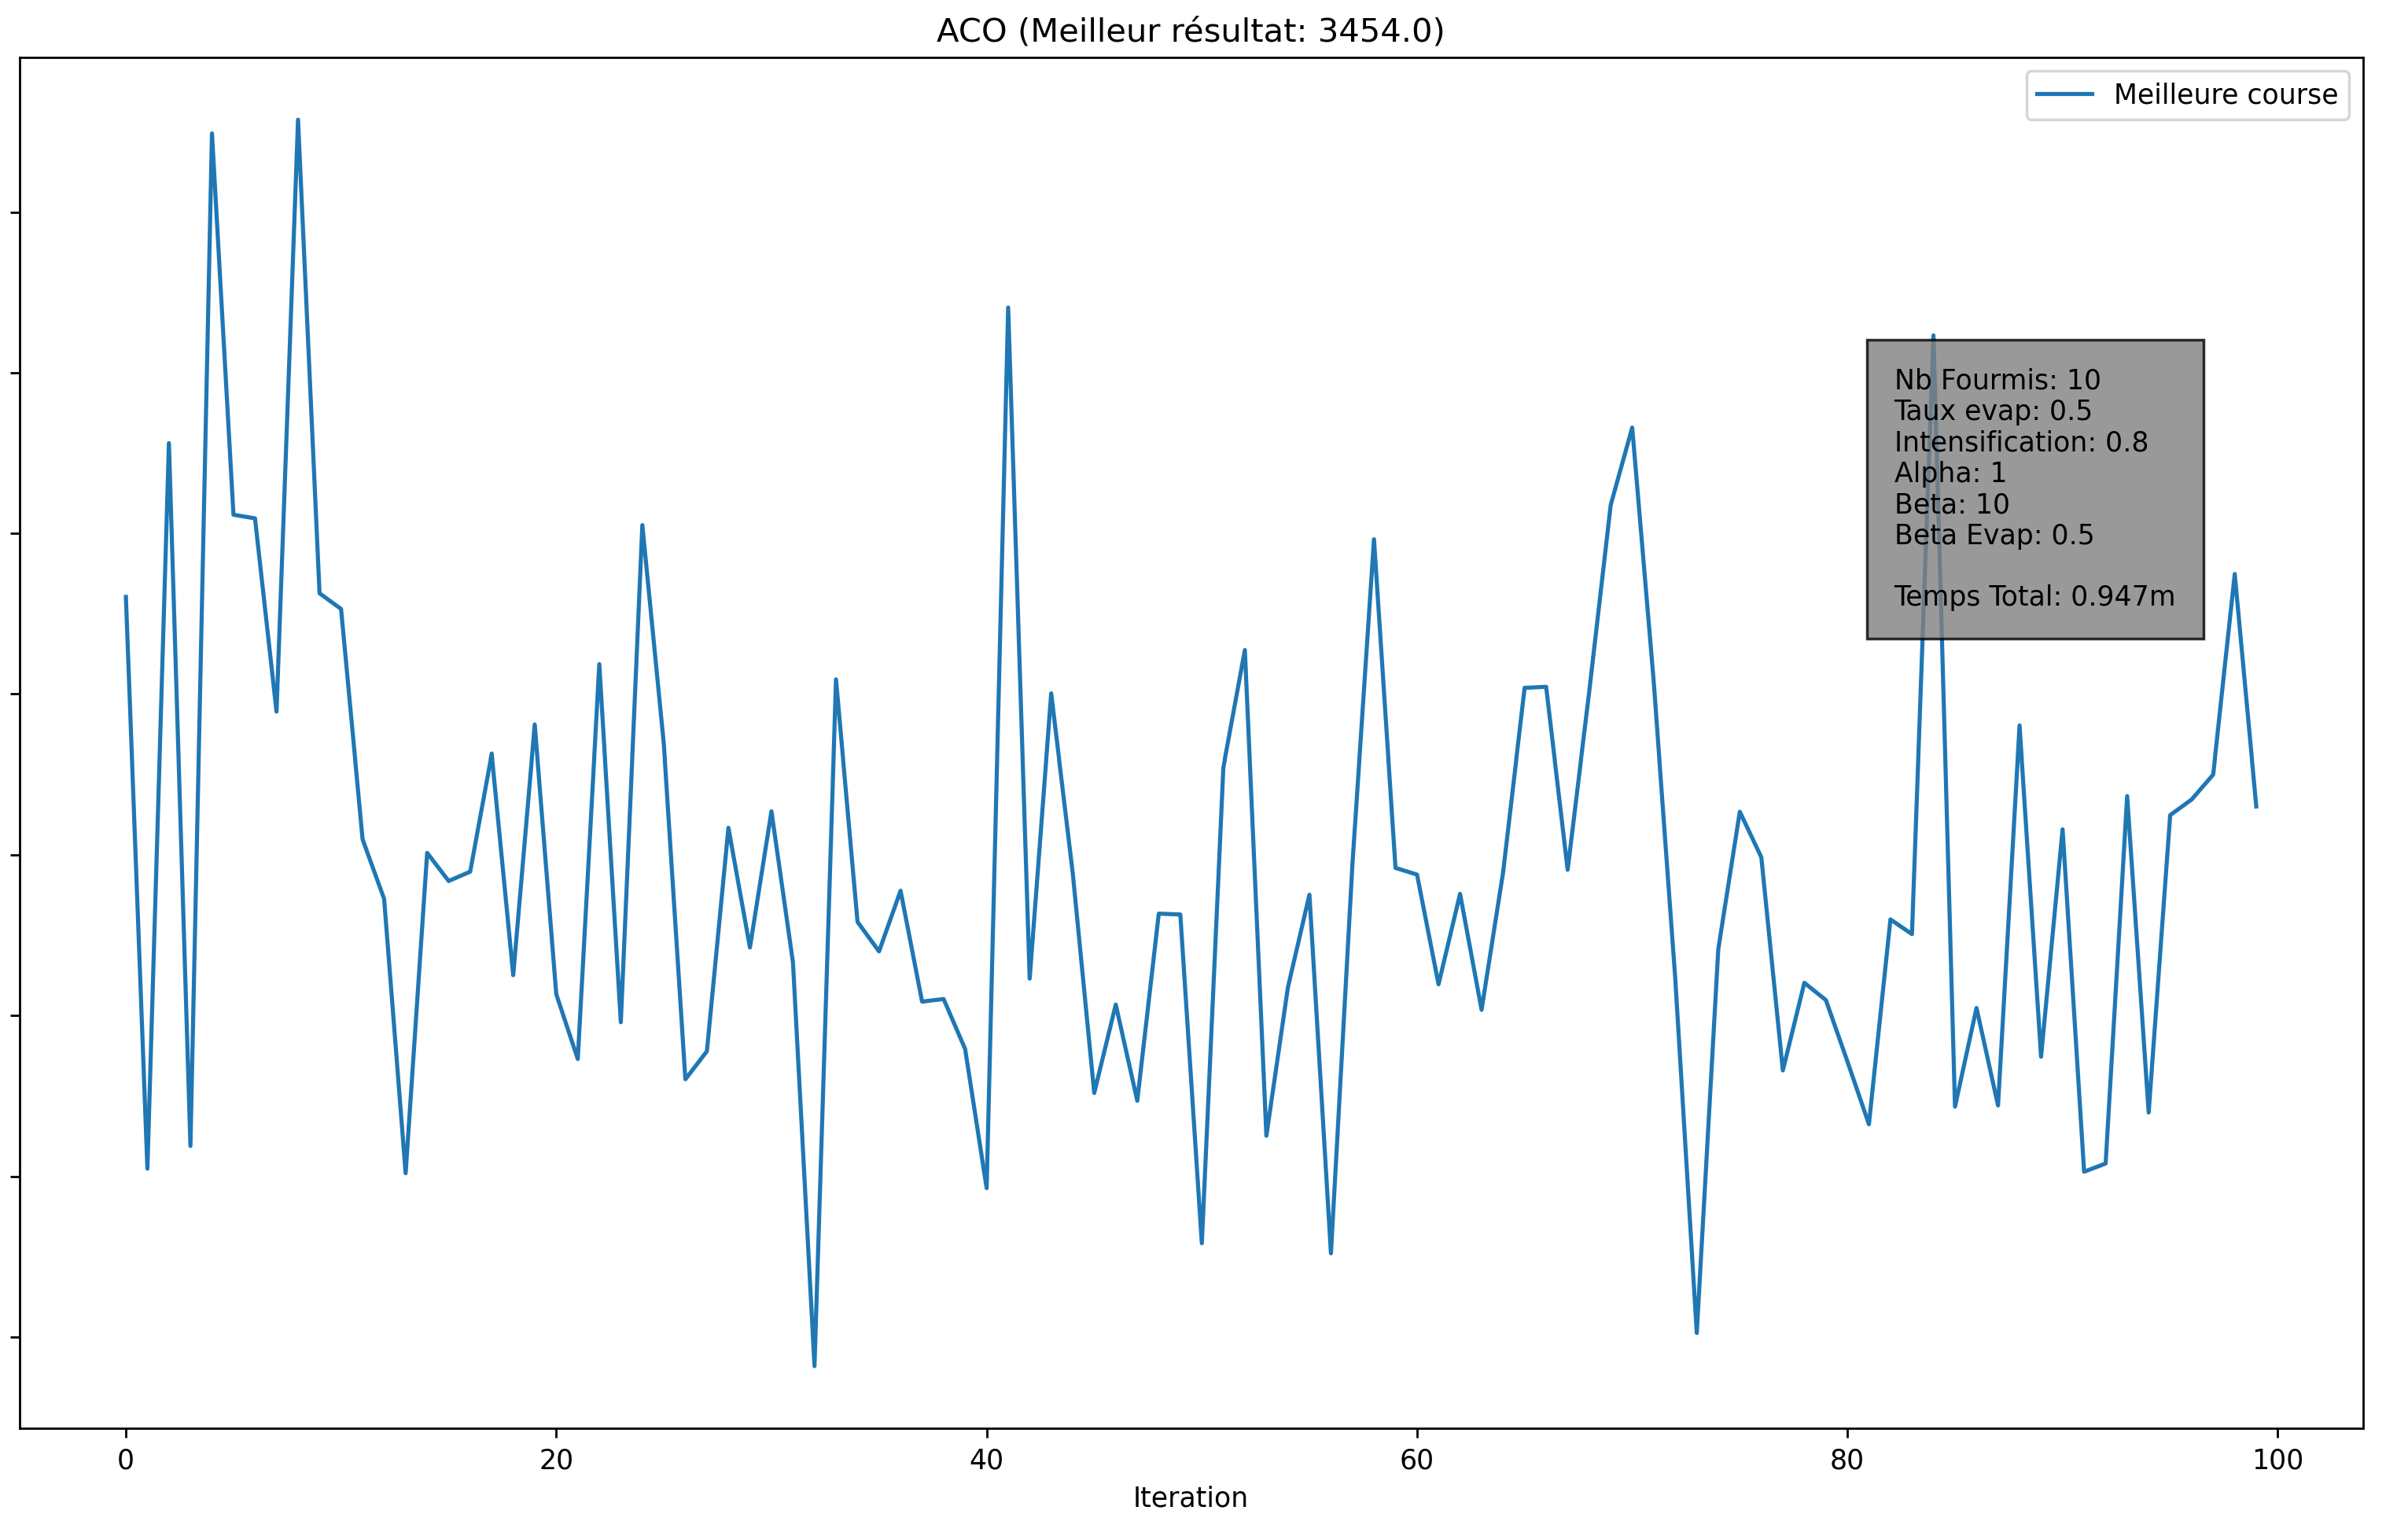 ACO (Meilleur résultat: 3454.0)
Meilleure course
Nb Fourmis: 10
Taux evap: 0.5
Intensification: 0.8
Alpha: 1
Beta: 10
Beta Evap: 0.5
Temps Total: 0.947m
0 20 40 60 80 100
Iteration